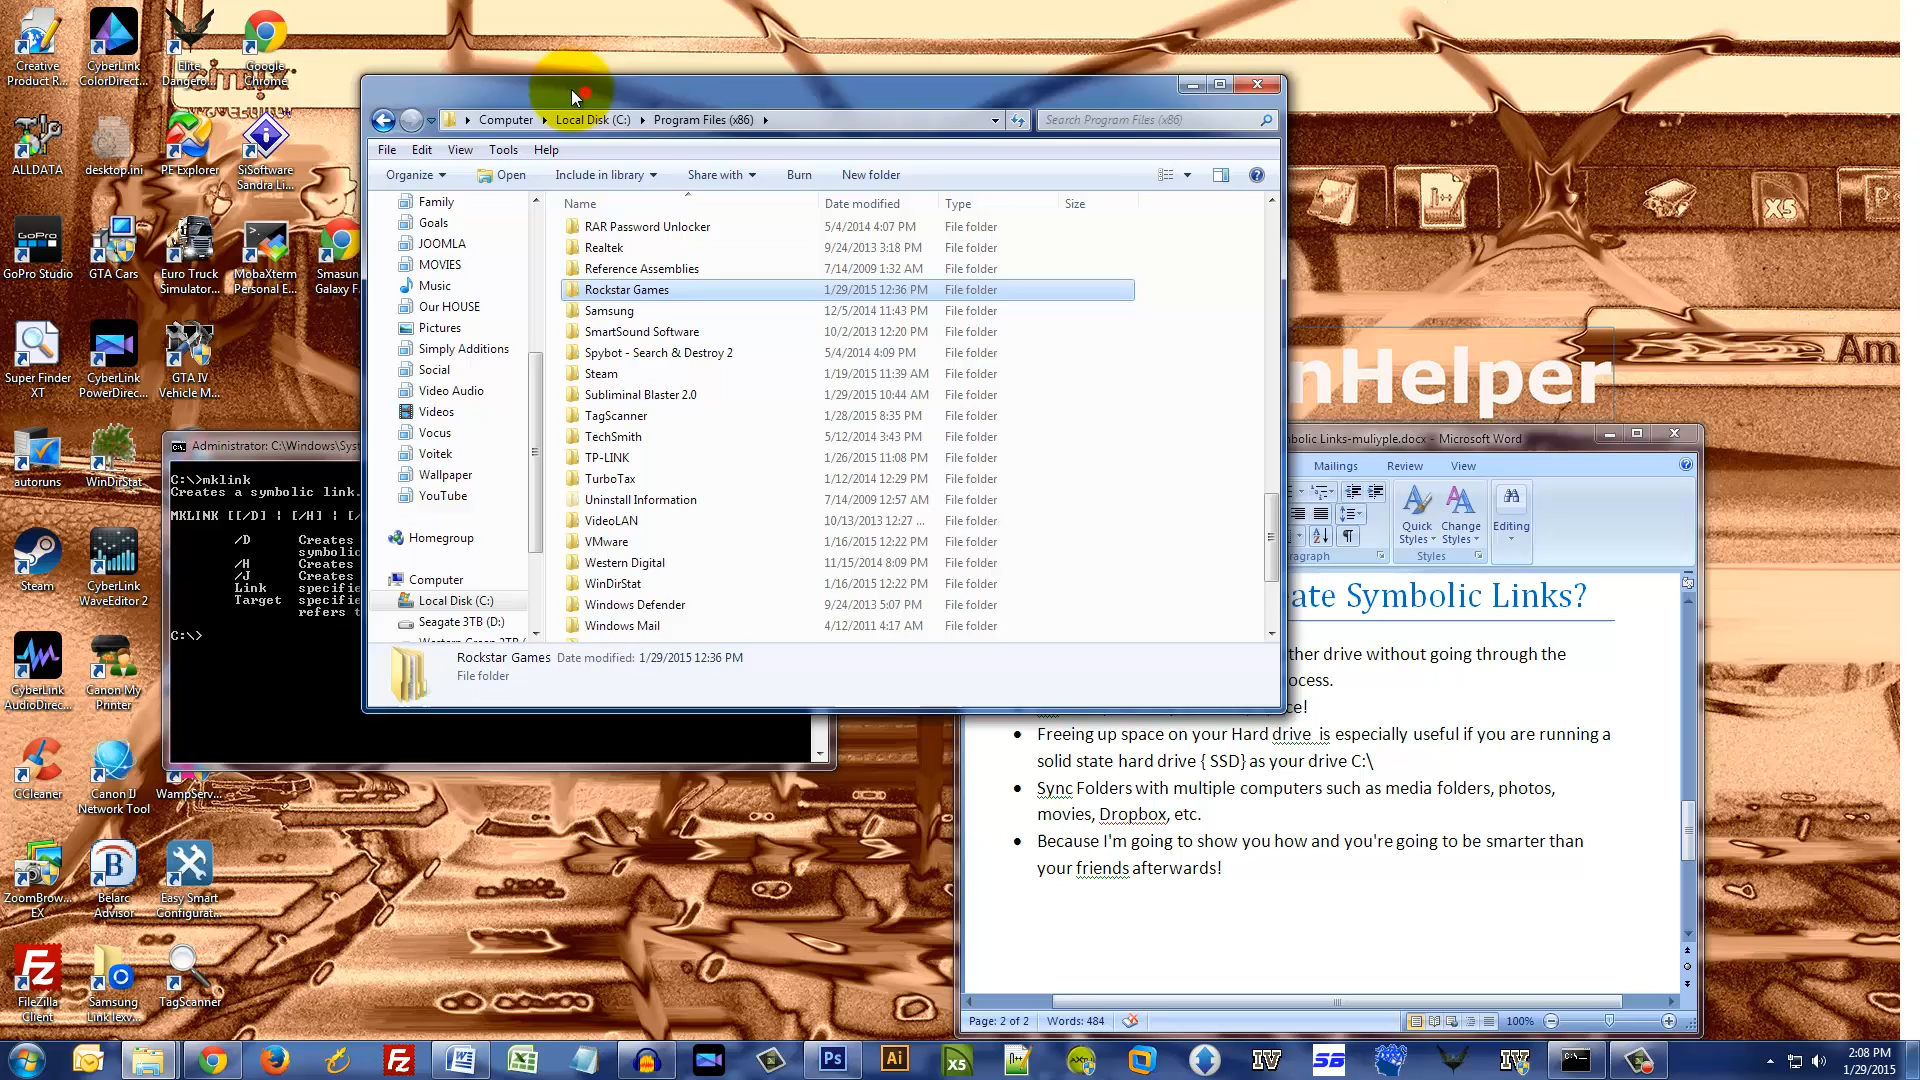 Creative
Product R...
CyberLink
ColorDirect...
Elite
Dangero...
Google
Chrome
ALLDATA
desktop.ini
PE Explorer
SiSoftware
Sandra Li...
GoPro Studio
GTA Cars
Euro Truck
Simulator...
MobaXterm
Personal E...
Smasun
Galaxy F
Super Finder
XT
CyberLink
PowerDirec...
GTA IV
Vehicle M...
autoruns
WinDirStat
Steam
CyberLink
WaveEditor 2
CyberLink
AudioDirec...
Canon My
Printer
CCleaner
Canon IJ
Network Tool
WampServ...
ZoomBrow...
EX
Belarc
Advisor
Easy Smart
Configurat...
FileZilla
Client
Samsung
Link lexv...
TagScanner
Computer
Local Disk (C:)
Program Files (x86)
Search Program Files (x86)
File Edit View Tools Help
Organize
Open
Include in library
Share with
Burn
New folder
Family
Goals
JOOMLA
MOVIES
Music
Our HOUSE
Pictures
Simply Additions
Social
Video Audio
Videos
Vocus
Voitek
Wallpaper
YouTube
Homegroup
Computer
Local Disk (C:)
Seagate 3TB (D:)
Western Green 2TB (
Name Date modified Type Size
RAR Password Unlocker 5/4/2014 4:07 PM File folder
Realtek 9/24/2013 3:18 PM File folder
Reference Assemblies 7/14/2009 1:32 AM File folder
Rockstar Games 1/29/2015 12:36 PM File folder
Samsung 12/5/2014 11:43 PM File folder
SmartSound Software 10/2/2013 12:20 PM File folder
Spybot - Search & Destroy 2 5/4/2014 4:09 PM File folder
Steam 1/19/2015 11:39 AM File folder
Subliminal Blaster 2.0 1/29/2015 10:44 AM File folder
TagScanner 1/28/2015 8:35 PM File folder
TechSmith 5/12/2014 3:43 PM File folder
TP-LINK 1/26/2015 11:08 PM File folder
TurboTax 1/12/2014 12:29 PM File folder
Uninstall Information 7/14/2009 12:57 AM File folder
VideoLAN 10/13/2013 12:27 ... File folder
VMware 1/16/2015 12:22 PM File folder
Western Digital 11/15/2014 8:09 PM File folder
WinDirStat 1/16/2015 12:22 PM File folder
Windows Defender 9/24/2013 5:07 PM File folder
Windows Mail 4/12/2011 4:17 AM File folder
Rockstar Games Date modified: 1/29/2015 12:36 PM
File folder
Administrator: C:\Windows\Syst
C:\>mklink
Creates a symbolic link.
MKLINK [[/D] | [/H] | [/
/D Creates
symbolic
/H Creates
/J Creates
Link specifie
Target specifie
refers t
C:\>
nHelper
Am
X5
bolic Links-muliyple.docx - Microsoft Word
Mailings Review View
Quick
Styles
Change
Styles
Editing
ragraph
Styles
ate Symbolic Links?
ther drive without going through the
ocess.
ce!
Freeing up space on your Hard drive is especially useful if you are running a
solid state hard drive { SSD} as your drive C:\
Sync Folders with multiple computers such as media folders, photos,
movies, Dropbox, etc.
Because I'm going to show you how and you're going to be smarter than
your friends afterwards!
Page: 2 of 2 Words: 484
100%
Fz
Ps
Ai
X5
IV
SB
IV
2:08 PM
1/29/2015